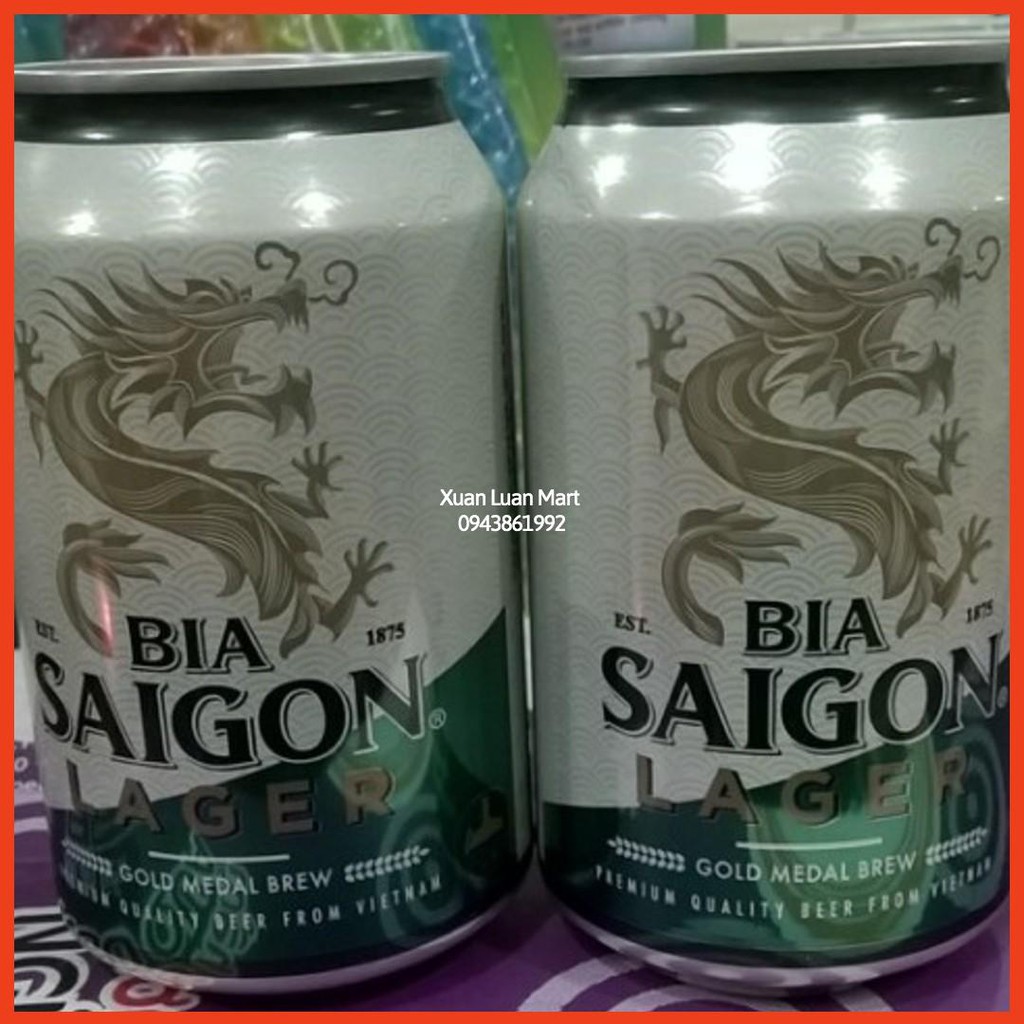 EST.
BIA
1875
SAIGON®
LAGER
GOLD MEDAL BREW
PREMIUM QUALITY BEER FROM VIETNAM
Xuan Luan Mart
0943861992
EST.
BIA
1875
SAIGON®
LAGER
GOLD MEDAL BREW
PREMIUM QUALITY BEER FROM VIETNAM